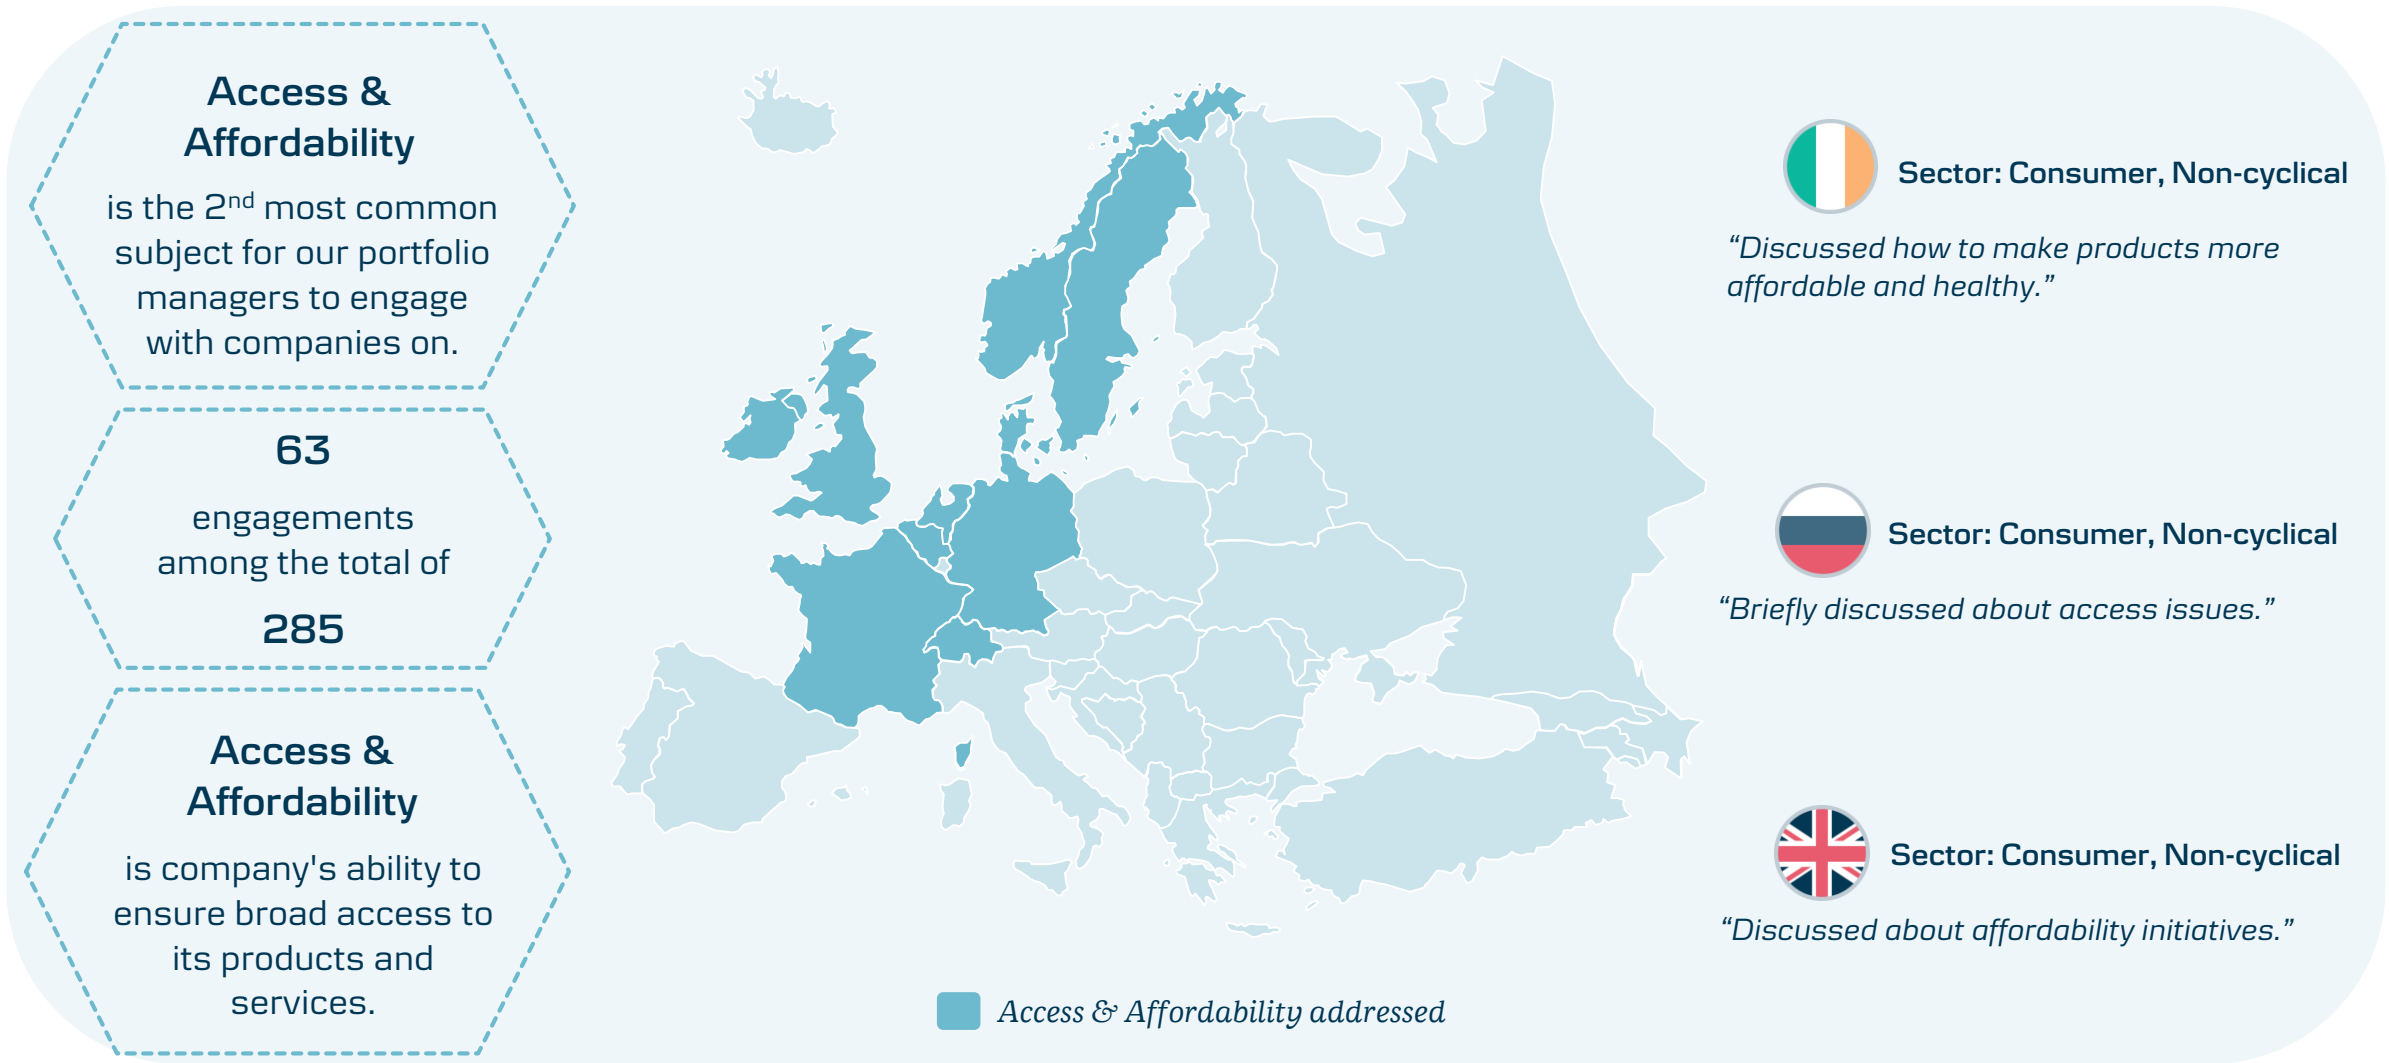 Access &
Affordability
is the 2nd most common
subject for our portfolio
managers to engage
with companies on.
63
engagements
among the total of
285
Access &
Affordability
is company's ability to
ensure broad access to
its products and
services.
Access & Affordability addressed
Sector: Consumer, Non-cyclical
“Discussed how to make products more
affordable and healthy.”
Sector: Consumer, Non-cyclical
“Briefly discussed about access issues.”
Sector: Consumer, Non-cyclical
“Discussed about affordability initiatives.”